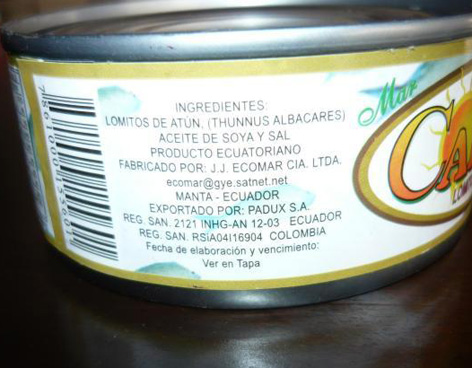 INGREDIENTES:
LOMITOS DE ATÚN, (THUNNUS ALBACARES)
ACEITE DE SOYA Y SAL
PRODUCTO ECUATORIANO
FABRICADO POR: J.J. ECOMAR CIA. LTDA.
ecomar@gye.satnet.net
MANTA - ECUADOR
EXPORTADO POR: PADUX S.A.
REG. SAN. 2121 INHG-AN 12-03 ECUADOR
REG. SAN. RSiA04I16904 COLOMBIA
Fecha de elaboración y vencimiento:
Ver en Tapa
Mar